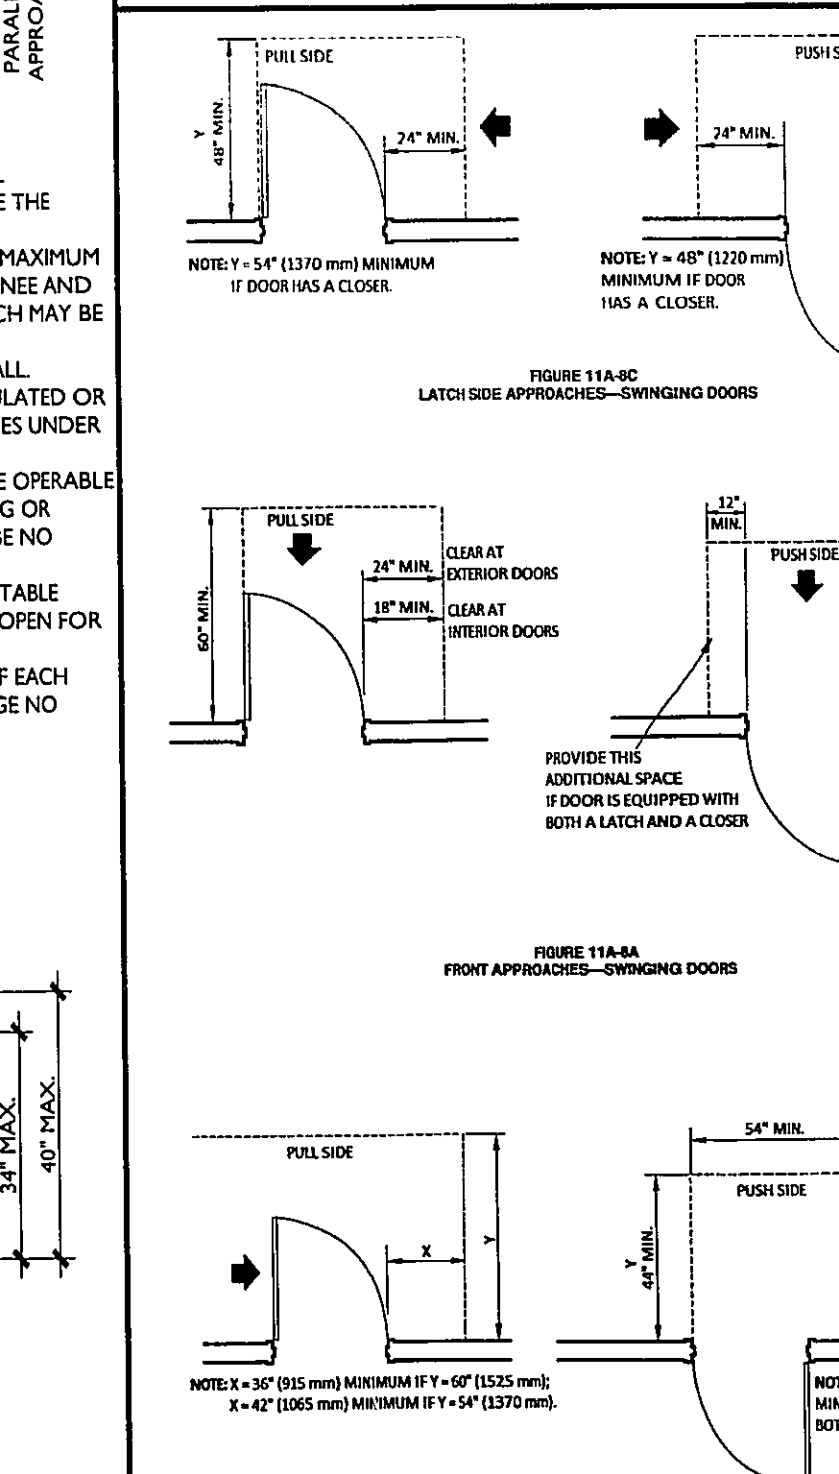 PARALL
APPROA
E THE
MAXIMUM
NEE AND
CH MAY BE
ALL.
LATED OR
ES UNDER
E OPERABLE
G OR
GE NO
TABLE
OPEN FOR
F EACH
GE NO
34" MAX.
40" MAX.
PULL SIDE
Y
48" MIN.
24" MIN.
NOTE: Y = 54" (1370 mm) MINIMUM
IF DOOR HAS A CLOSER.
PUSH S
24" MIN.
NOTE: Y = 48" (1220 mm)
MINIMUM IF DOOR
HAS A CLOSER.
FIGURE 11A-8C
LATCH SIDE APPROACHES—SWINGING DOORS
PULL SIDE
60" MIN.
24" MIN.
CLEAR AT
EXTERIOR DOORS
18" MIN.
CLEAR AT
INTERIOR DOORS
12"
MIN.
PUSH SIDE
PROVIDE THIS
ADDITIONAL SPACE
IF DOOR IS EQUIPPED WITH
BOTH A LATCH AND A CLOSER
FIGURE 11A-8A
FRONT APPROACHES—SWINGING DOORS
PULL SIDE
X
Y
NOTE: X = 36" (915 mm) MINIMUM IF Y = 60" (1525 mm);
X = 42" (1065 mm) MINIMUM IF Y = 54" (1370 mm).
54" MIN.
PUSH SIDE
Y
44" MIN.
NOT
MIN
BOT